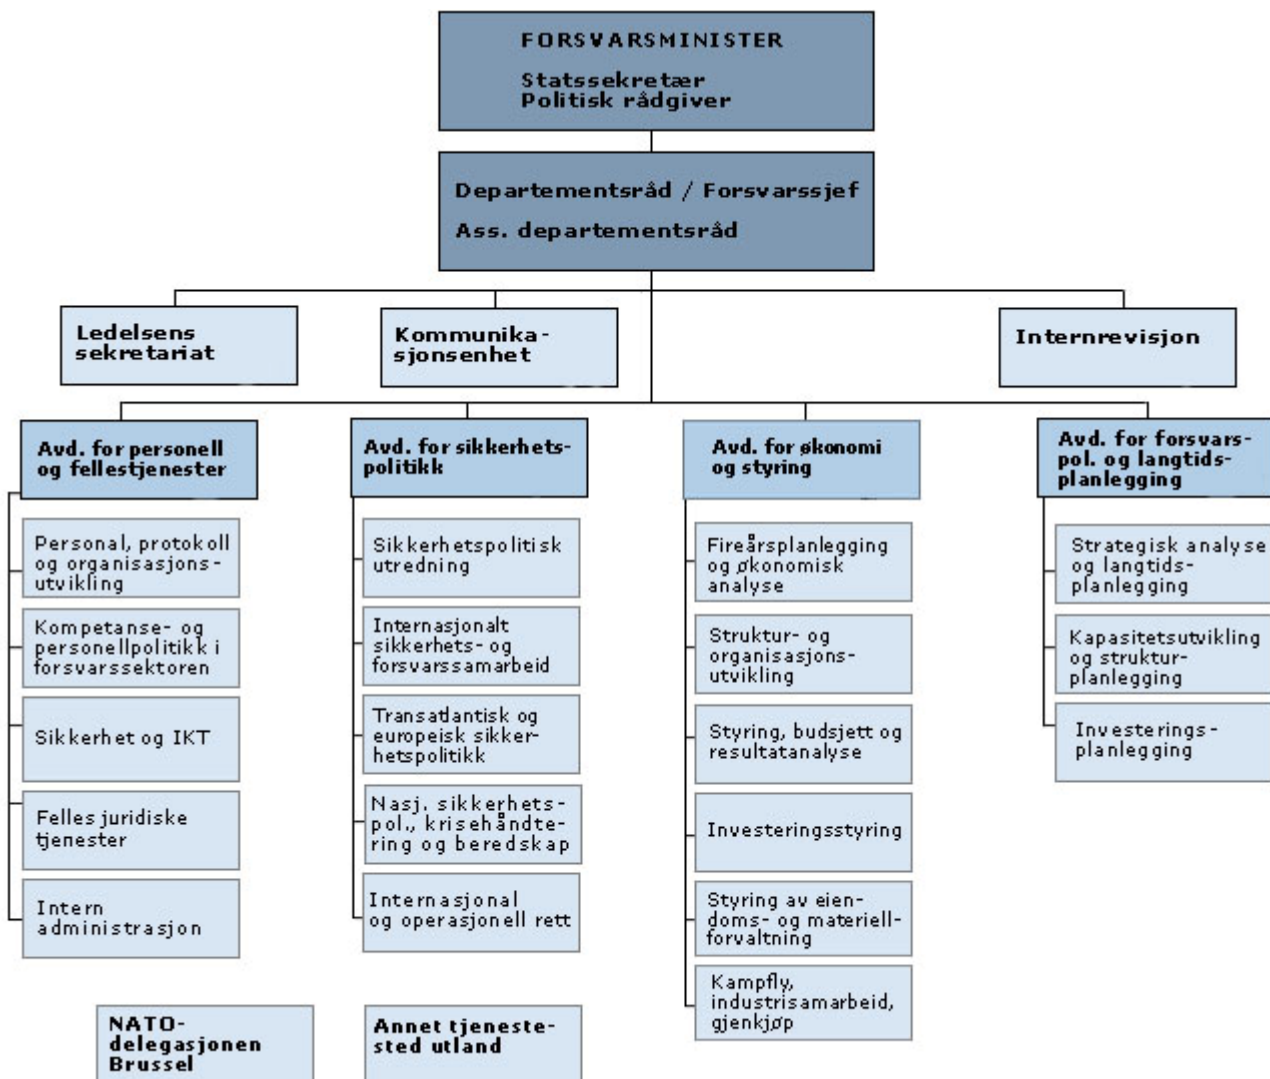 FORSVARSMINISTER
Statssekretær
Politisk rådgiver
Departementsråd / Forsvarssjef
Ass. departementsråd
Ledelsens
sekretariat
Kommunika-
sjonsenhet
Internrevisjon
Avd. for personell
og fellestjenester
Personal, protokoll
og organisasjons-
utvikling
Kompetanse- og
personellpolitikk i
forsvarssektoren
Sikkerhet og IKT
Felles juridiske
tjenester
Intern
administrasjon
Avd. for sikkerhets-
politikk
Sikkerhetspolitisk
utredning
Internasjonalt
sikkerhets- og
forsvarssamarbeid
Transatlantisk og
europeisk sikker-
hetspolitikk
Nasj. sikkerhets-
pol., krisehåndte-
ring og beredskap
Internasjonal
og operasjonell rett
Avd. for økonomi
og styring
Fireårsplanlegging
og økonomisk
analyse
Struktur- og
organisasjons-
utvikling
Styring, budsjett og
resultatanalyse
Investeringsstyring
Styring av eien-
doms- og materiell-
forvaltning
Kampfly,
industrisamarbeid,
gjenkjøp
Avd. for forsvars-
pol. og langtids-
planlegging
Strategisk analyse
og langtids-
planlegging
Kapasitetsutvikling
og struktur-
planlegging
Investerings-
planlegging
NATO-
delegasjonen
Brussel
Annet tjeneste-
sted utland